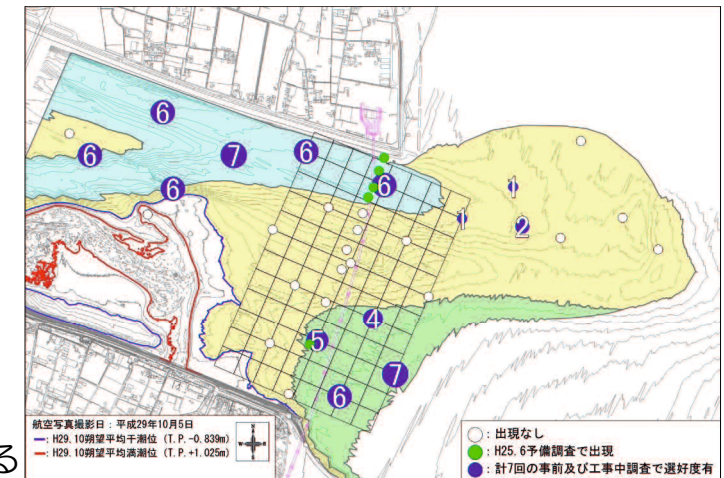 6
6
7
6
6
6
1
1
2
4
5
6
7
る
航空写真撮影日：平成29年10月5日
―: H29.10朔望平均干潮位 (T.P.-0.839m)
―: H29.10朔望平均満潮位 (T.P.+1.025m)
N
W E
S
○：出現なし
●：H25.6予備調査で出現
●：計7回の事前及び工事中調査で選好度有